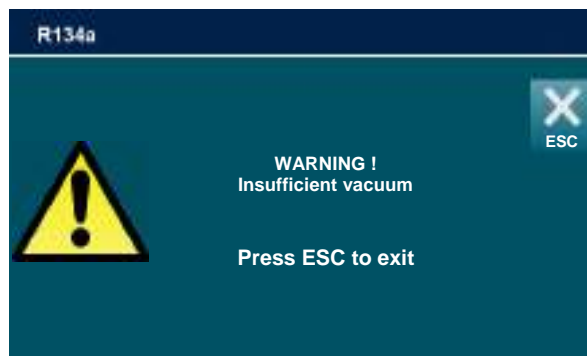 R134a
ESC
WARNING !
Insufficient vacuum
Press ESC to exit